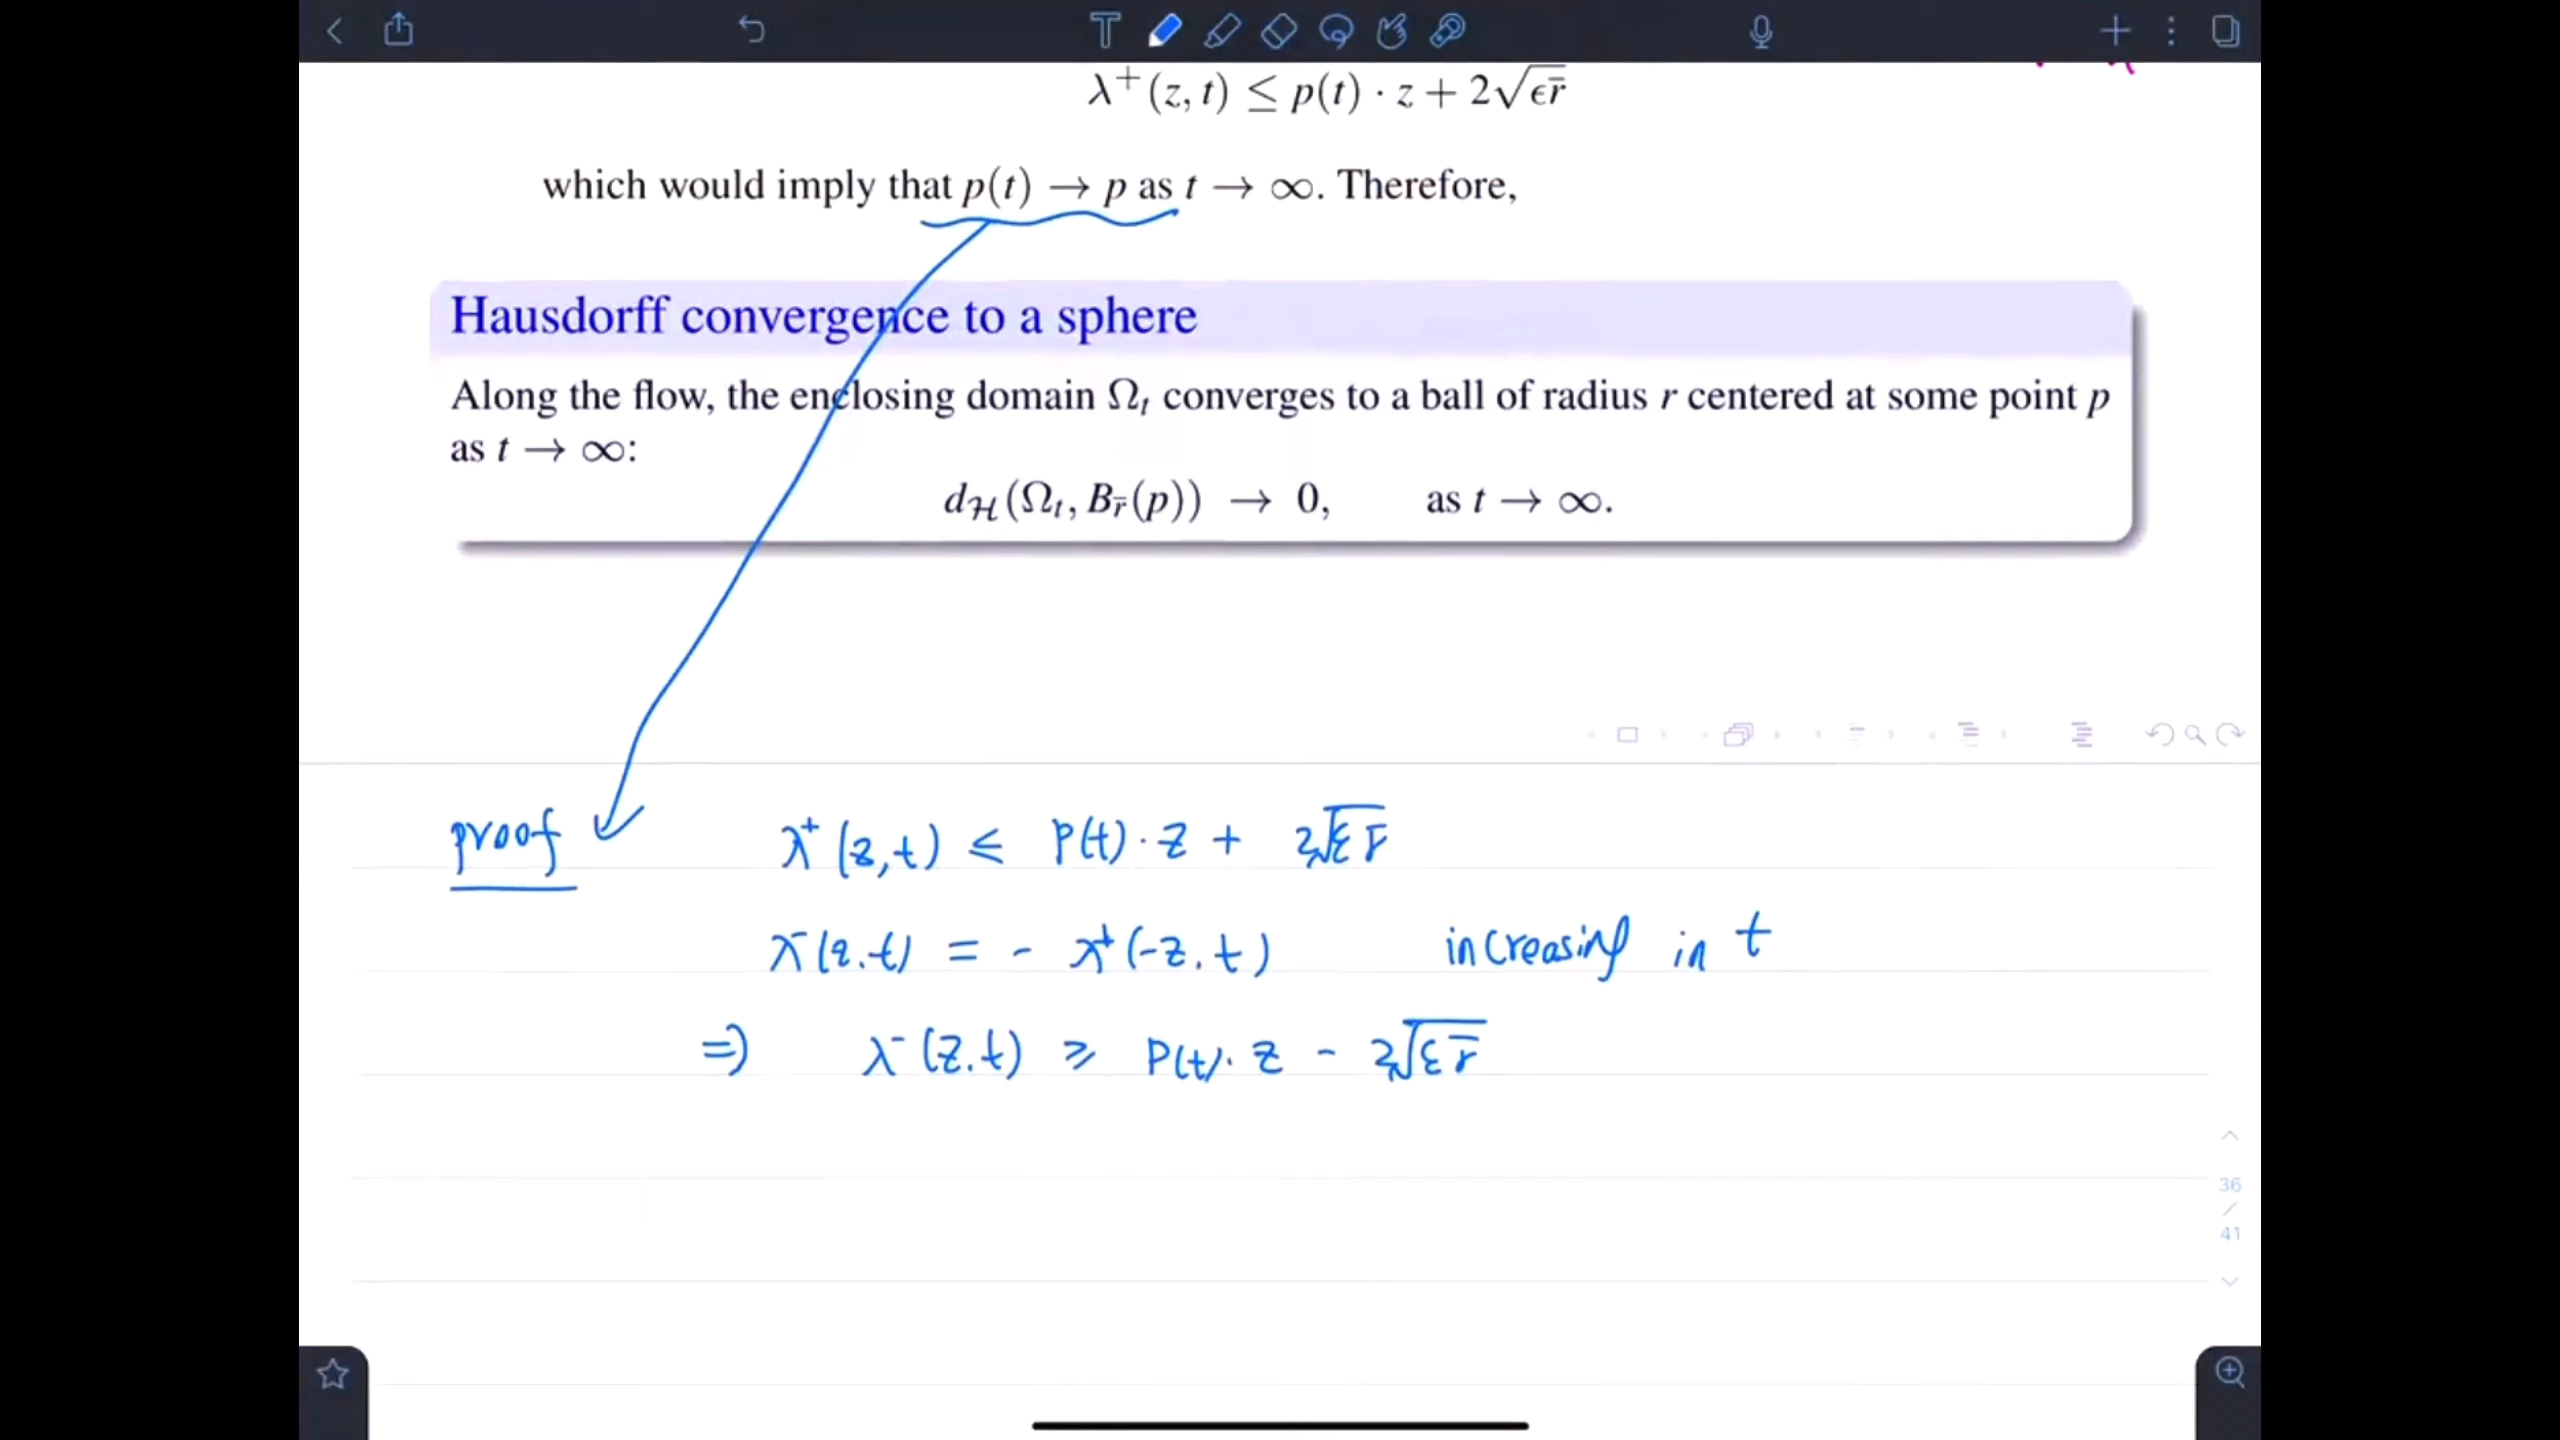 λ⁺(z, t) ≤ p(t) · z + 2√(ϵr̄)
which would imply that p(t) → p as t → ∞. Therefore,
Hausdorff convergence to a sphere
Along the flow, the enclosing domain Ωₜ converges to a ball of radius r centered at some point p
as t → ∞:
d_ℋ(Ωₜ, B_r̄(p)) → 0, as t → ∞.
proof λ⁺(z,t) ≤ p(t) · z + 2√(ε r̄)
λ⁻(z,t) = - λ⁺(-z,t) increasing in t
⇒ λ⁻(z,t) ≥ p(t) · z - 2√(ε r̄)
36
/
41